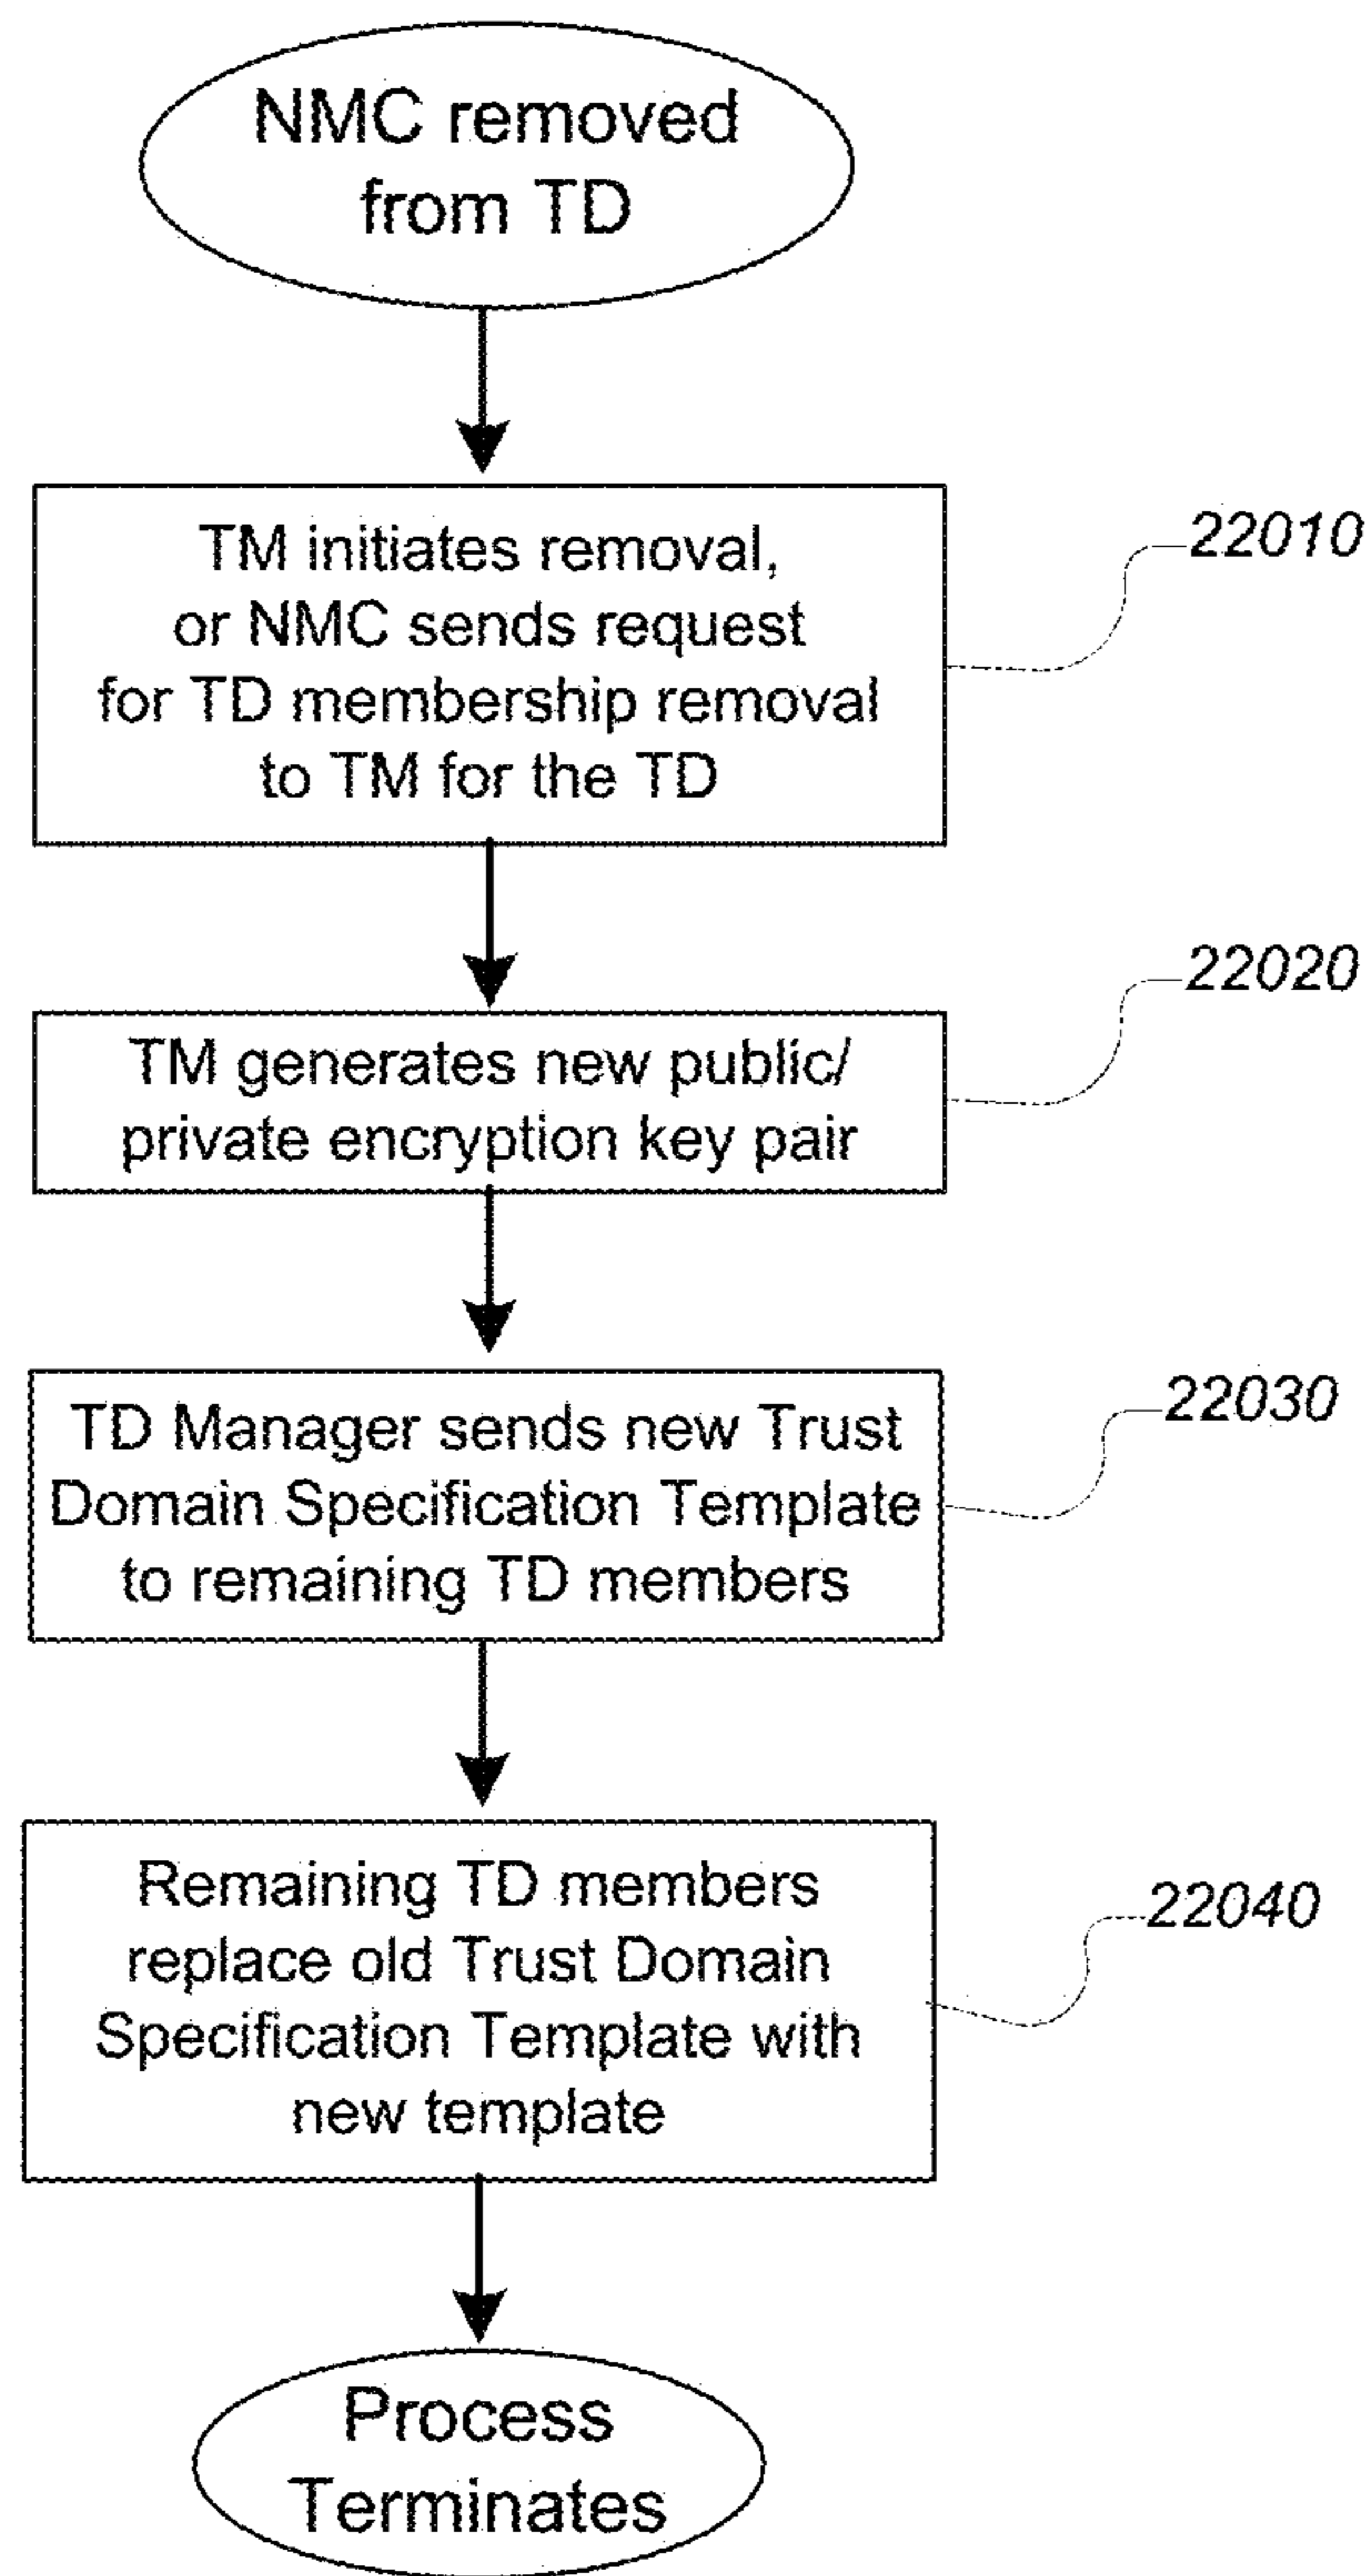 NMC removed
from TD
TM initiates removal,
or NMC sends request
for TD membership removal
to TM for the TD
22010
TM generates new public/
private encryption key pair
22020
TD Manager sends new Trust
Domain Specification Template
to remaining TD members
22030
Remaining TD members
replace old Trust Domain
Specification Template with
new template
22040
Process
Terminates